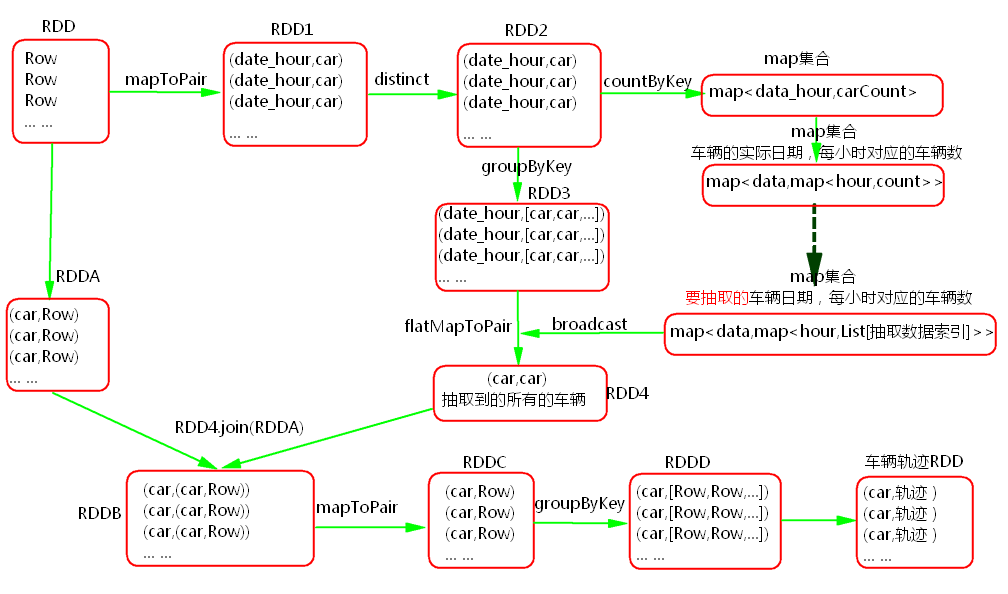 RDD
Row
Row
Row
... ...
mapToPair
RDD1
(date_hour,car)
(date_hour,car)
(date_hour,car)
... ...
distinct
RDD2
(date_hour,car)
(date_hour,car)
(date_hour,car)
... ...
countByKey
map集合
map<data_hour,carCount>
map集合
车辆的实际日期，每小时对应的车辆数
map<data,map<hour,count>>
groupByKey
RDD3
(date_hour,[car,car,...])
(date_hour,[car,car,...])
(date_hour,[car,car,...])
... ...
map集合
要抽取的车辆日期，每小时对应的车辆数
map<data,map<hour,List[抽取数据索引]>>
broadcast
flatMapToPair
RDDA
(car,Row)
(car,Row)
(car,Row)
... ...
(car,car)
抽取到的所有的车辆
RDD4
RDD4.join(RDDA)
RDDB
(car,(car,Row))
(car,(car,Row))
(car,(car,Row))
... ...
mapToPair
RDDC
(car,Row)
(car,Row)
(car,Row)
... ...
groupByKey
RDDD
(car,[Row,Row,...])
(car,[Row,Row,...])
(car,[Row,Row,...])
... ...
车辆轨迹RDD
(car,轨迹 )
(car,轨迹 )
(car,轨迹 )
... ...